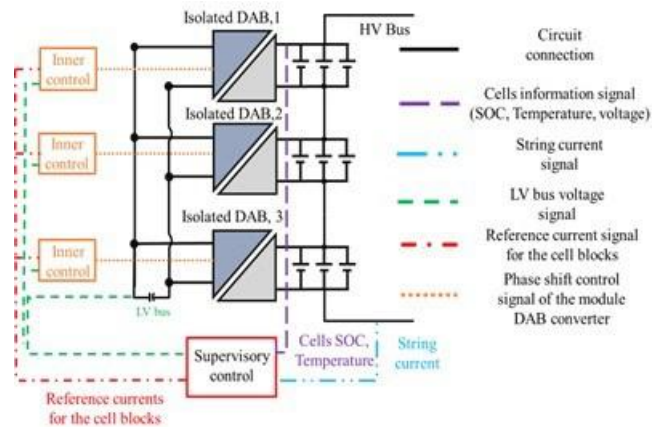 Isolated DAB,1
HV Bus
Inner
control
Isolated DAB,2
Inner
control
Isolated DAB, 3
Inner
control
LV bus
Supervisory
control
Cells SOC,
Temperature
String
current
Reference currents
for the cell blocks
Circuit
connection
Cells information signal
(SOC, Temperature, voltage)
String current
signal
LV bus voltage
signal
Reference current signal
for the cell blocks
Phase shift control
signal of the module
DAB converter